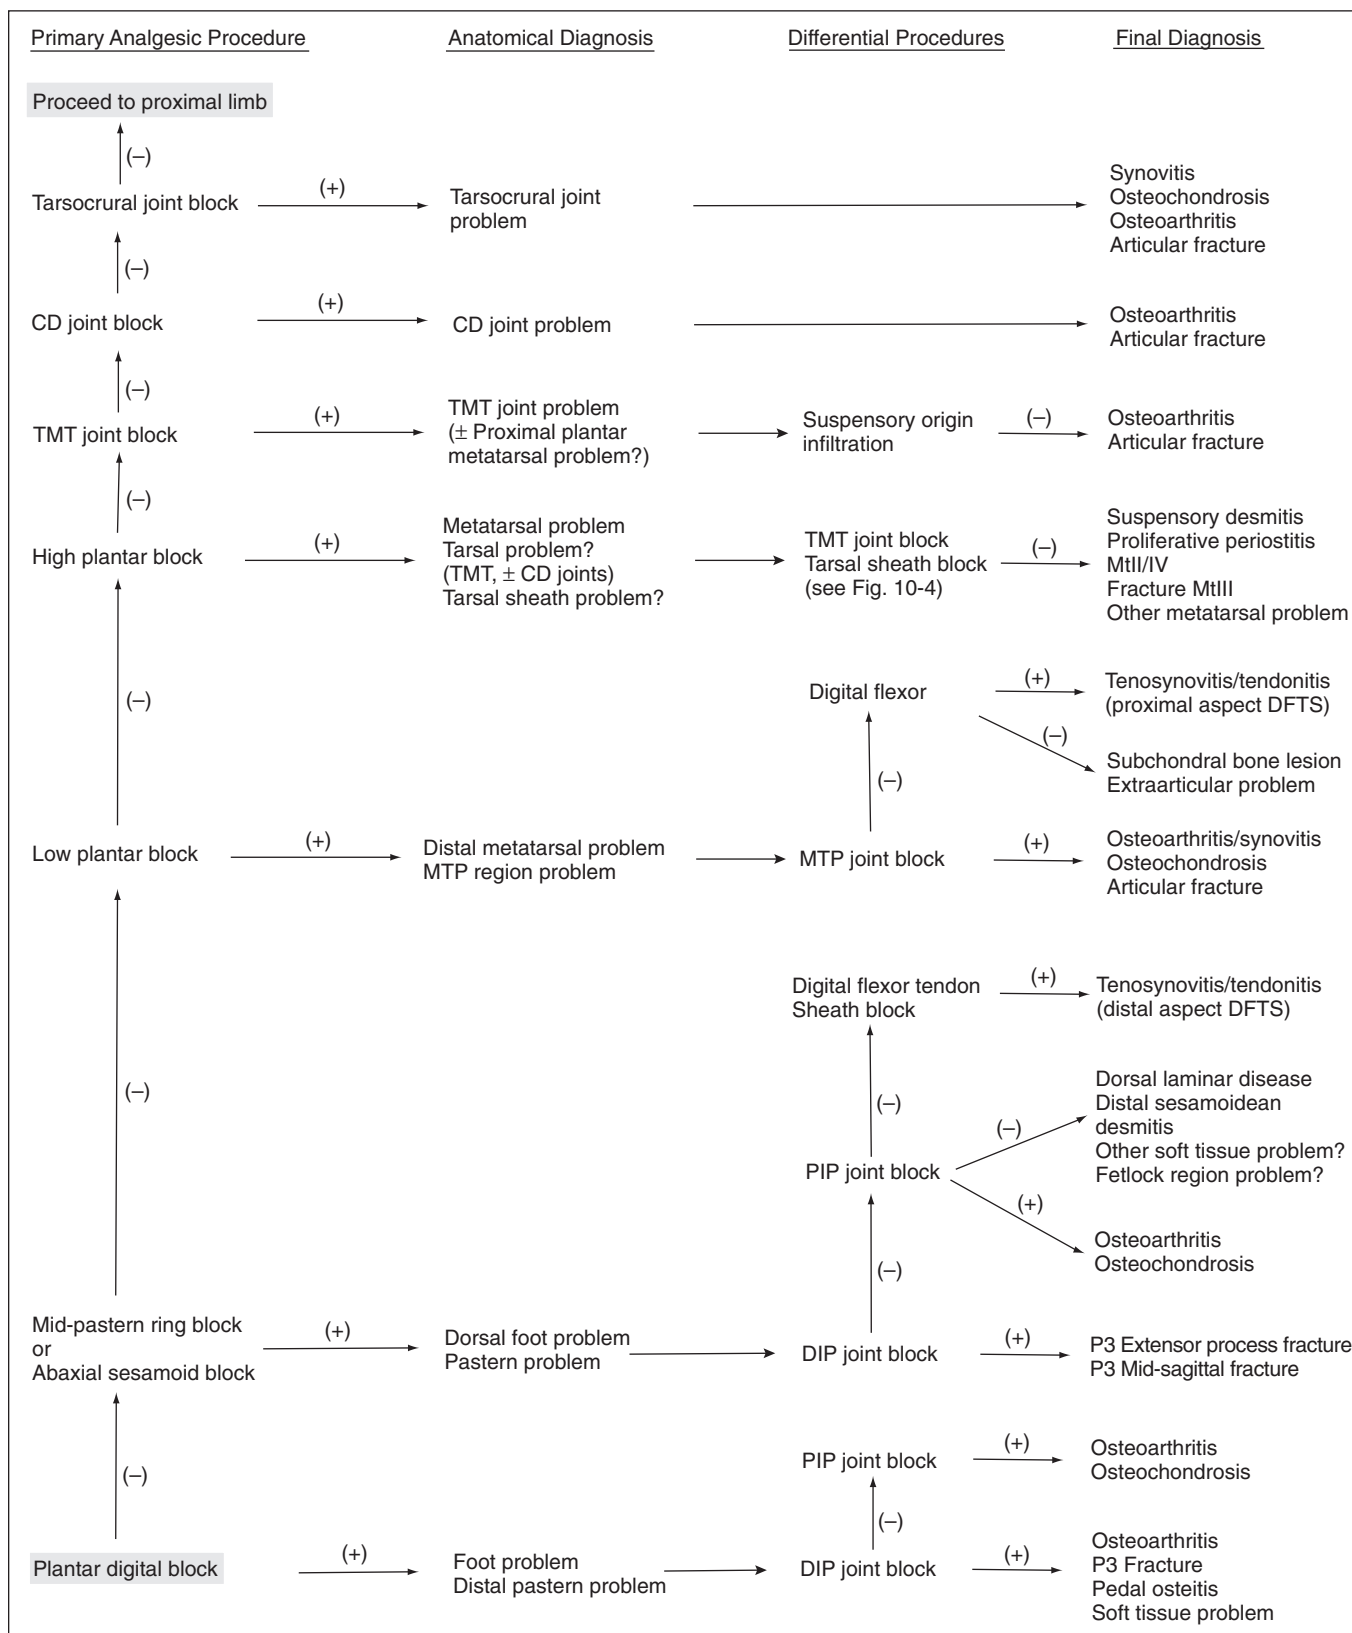 Primary Analgesic Procedure
Anatomical Diagnosis
Differential Procedures
Final Diagnosis
Proceed to proximal limb
(–)
Tarsocrural joint block
(+)
Tarsocrural joint
problem
Synovitis
Osteochondrosis
Osteoarthritis
Articular fracture
(–)
CD joint block
(+)
CD joint problem
Osteoarthritis
Articular fracture
(–)
TMT joint block
(+)
TMT joint problem
(± Proximal plantar
metatarsal problem?)
Suspensory origin
infiltration
(–)
Osteoarthritis
Articular fracture
(–)
High plantar block
(+)
Metatarsal problem
Tarsal problem?
(TMT, ± CD joints)
Tarsal sheath problem?
TMT joint block
Tarsal sheath block
(see Fig. 10-4)
(–)
Suspensory desmitis
Proliferative periostitis
MtII/IV
Fracture MtIII
Other metatarsal problem
(–)
Digital flexor
(+)
Tenosynovitis/tendonitis
(proximal aspect DFTS)
(–)
Subchondral bone lesion
Extraarticular problem
(–)
Low plantar block
(+)
Distal metatarsal problem
MTP region problem
MTP joint block
(+)
Osteoarthritis/synovitis
Osteochondrosis
Articular fracture
(–)
Digital flexor tendon
Sheath block
(+)
Tenosynovitis/tendonitis
(distal aspect DFTS)
(–)
PIP joint block
(–)
Dorsal laminar disease
Distal sesamoidean
desmitis
Other soft tissue problem?
Fetlock region problem?
(+)
Osteoarthritis
Osteochondrosis
(–)
Mid-pastern ring block
or
Abaxial sesamoid block
(+)
Dorsal foot problem
Pastern problem
DIP joint block
(+)
P3 Extensor process fracture
P3 Mid-sagittal fracture
(–)
PIP joint block
(+)
Osteoarthritis
Osteochondrosis
(–)
Plantar digital block
(+)
Foot problem
Distal pastern problem
DIP joint block
(+)
Osteoarthritis
P3 Fracture
Pedal osteitis
Soft tissue problem